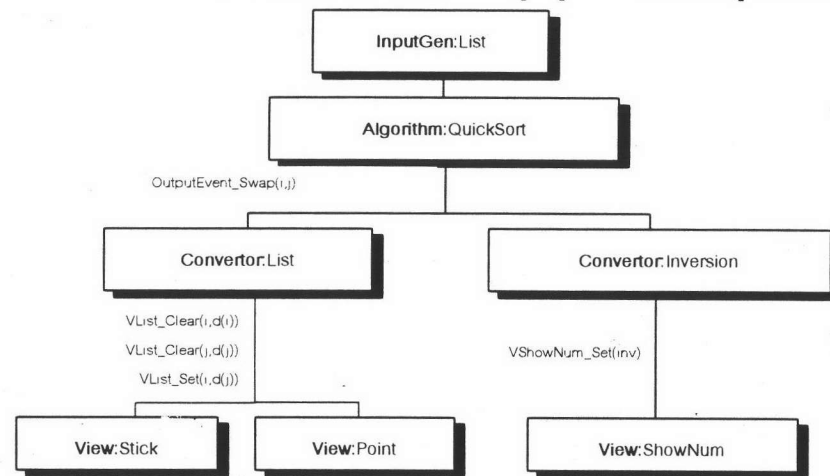 InputGen:List
Algorithm:QuickSort
OutputEvent_Swap(i,j)
Convertor:List
Convertor:Inversion
VList_Clear(i,d(i))
VList_Clear(j,d(j))
VList_Set(i,d(j))
VShowNum_Set(inv)
View:Stick
View:Point
View:ShowNum